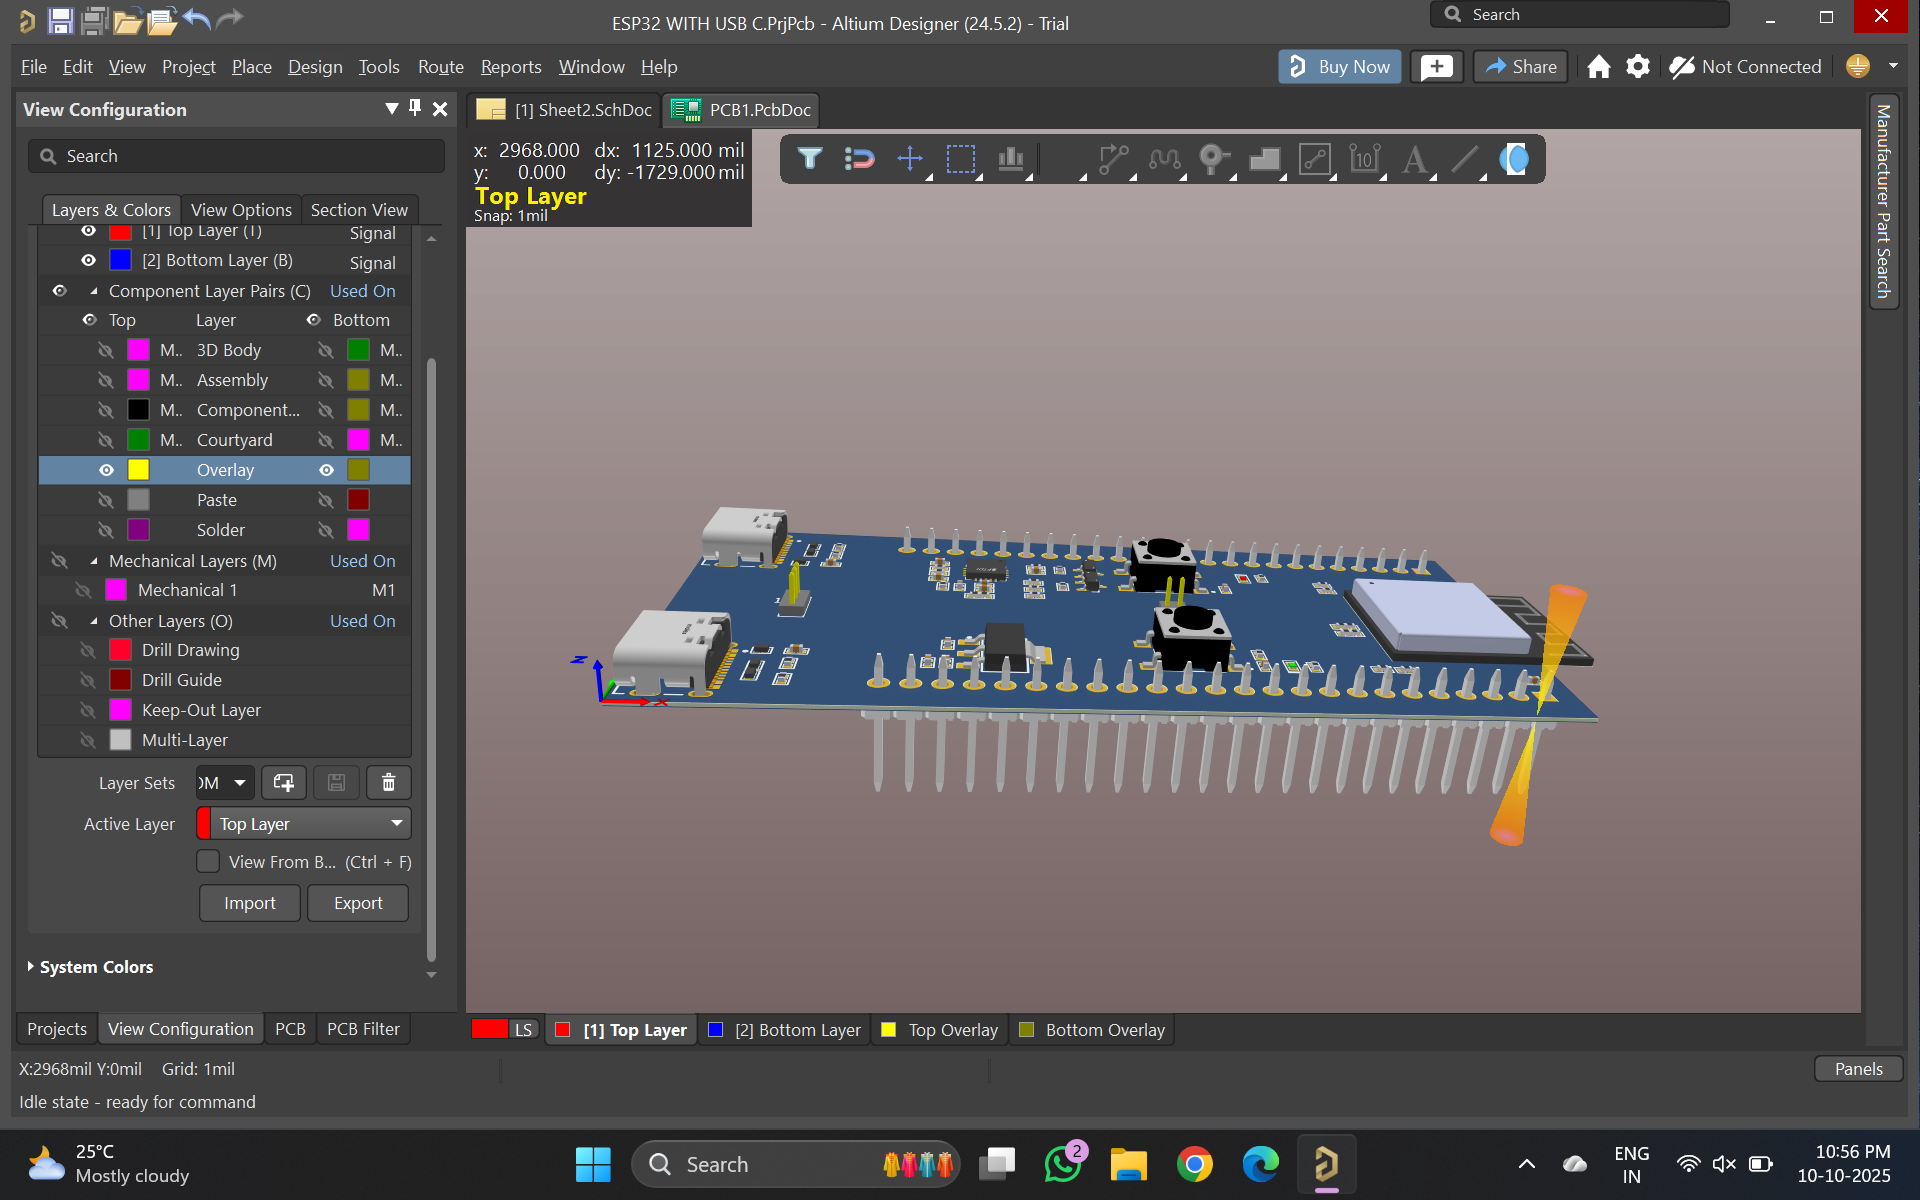 ESP32 WITH USB C.PrjPcb - Altium Designer (24.5.2) - Trial
Search
File Edit View Project Place Design Tools Route Reports Window Help
Buy Now
Share
Not Connected
View Configuration
[1] Sheet2.SchDoc
PCB1.PcbDoc
Manufacturer Part Search
Search
x: 2968.000 dx: 1125.000 mil
y: 0.000 dy: -1729.000 mil
Top Layer
Snap: 1mil
Layers & Colors View Options Section View
[1] Top Layer (T) Signal
[2] Bottom Layer (B) Signal
Component Layer Pairs (C) Used On
Top Layer Bottom
M.. 3D Body M..
M.. Assembly M..
M.. Component... M..
M.. Courtyard M..
Overlay
Paste
Solder
Mechanical Layers (M) Used On
Mechanical 1 M1
Other Layers (O) Used On
Drill Drawing
Drill Guide
Keep-Out Layer
Multi-Layer
Layer Sets
Active Layer Top Layer
View From B... (Ctrl + F)
Import Export
System Colors
Z
X
Projects View Configuration PCB PCB Filter
LS [1] Top Layer [2] Bottom Layer Top Overlay Bottom Overlay
X:2968mil Y:0mil Grid: 1mil
Panels
Idle state - ready for command
25°C
Mostly cloudy
Search
2
ENG
IN
10:56 PM
10-10-2025